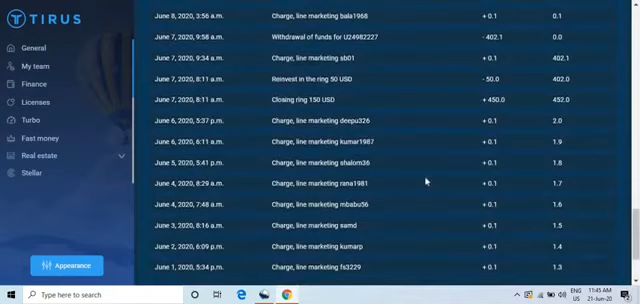 TIRUS
General
My team
Finance
Licenses
Turbo
Fast money
Real estate
Stellar
Appearance
June 8, 2020, 3:56 a.m. Charge, line marketing bala1968 + 0.1 0.1
June 7, 2020, 9:58 a.m. Withdrawal of funds for U24982227 - 402.1 0.0
June 7, 2020, 9:34 a.m. Charge, line marketing sb01 + 0.1 402.1
June 7, 2020, 8:11 a.m. Reinvest in the ring 50 USD - 50.0 402.0
June 7, 2020, 8:11 a.m. Closing ring 150 USD + 450.0 452.0
June 6, 2020, 5:37 p.m. Charge, line marketing deepu326 + 0.1 2.0
June 6, 2020, 6:11 a.m. Charge, line marketing kumar1987 + 0.1 1.9
June 5, 2020, 5:41 p.m. Charge, line marketing shalom36 + 0.1 1.8
June 4, 2020, 8:29 a.m. Charge, line marketing rana1981 + 0.1 1.7
June 4, 2020, 7:48 a.m. Charge, line marketing mbabu56 + 0.1 1.6
June 3, 2020, 8:16 a.m. Charge, line marketing samd + 0.1 1.5
June 2, 2020, 6:09 p.m. Charge, line marketing kumarp + 0.1 1.4
June 1, 2020, 5:34 p.m. Charge, line marketing fs3229 + 0.1 1.3
Type here to search
ENG
IN
11:45 AM
21-Jun-20